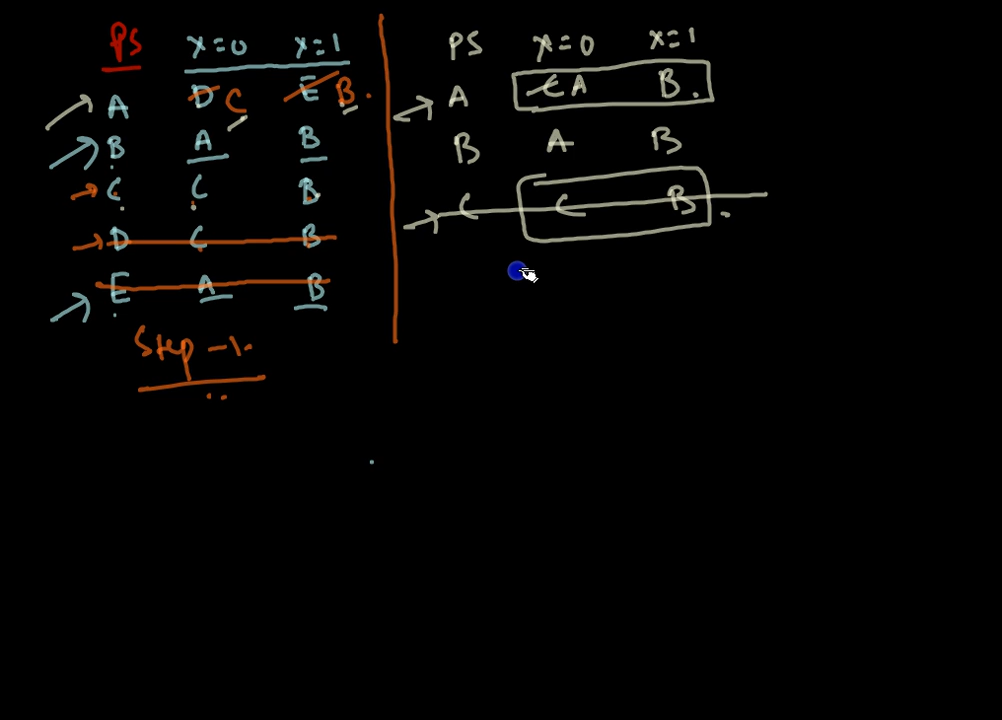 PS x=0 x=1
A D C E B.
B A B
C C B
D C B
E A B
Step-1.
PS x=0 x=1
A C A B.
B A B
C C B.